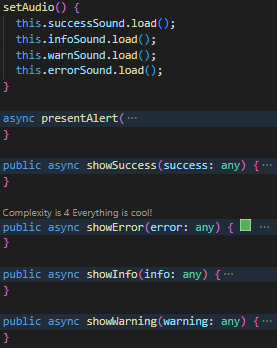 setAudio() {
this.successSound.load();
this.infoSound.load();
this.warnSound.load();
this.errorSound.load();
}
async presentAlert(···
}
public async showSuccess(success: any) {···
}
Complexity is 4 Everything is cool!
public async showError(error: any) { ···
}
public async showInfo(info: any) {···
}
public async showWarning(warning: any) {···
}